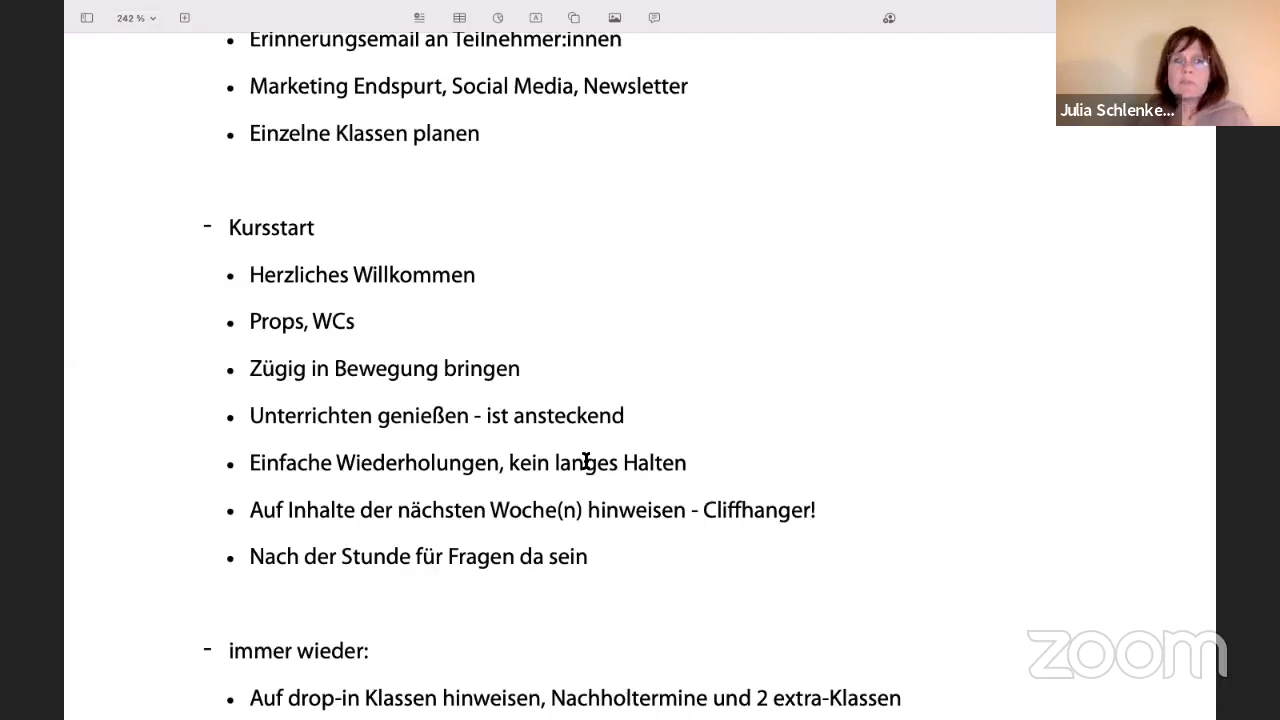 242 %
• Erinnerungsemail an Teilnehmer:innen
• Marketing Endspurt, Social Media, Newsletter
• Einzelne Klassen planen
Julia Schlenke...
- Kursstart
• Herzliches Willkommen
• Props, WCs
• Zügig in Bewegung bringen
• Unterrichten genießen - ist ansteckend
• Einfache Wiederholungen, kein langes Halten
• Auf Inhalte der nächsten Woche(n) hinweisen - Cliffhanger!
• Nach der Stunde für Fragen da sein
- immer wieder:
• Auf drop-in Klassen hinweisen, Nachholtermine und 2 extra-Klassen
zoom